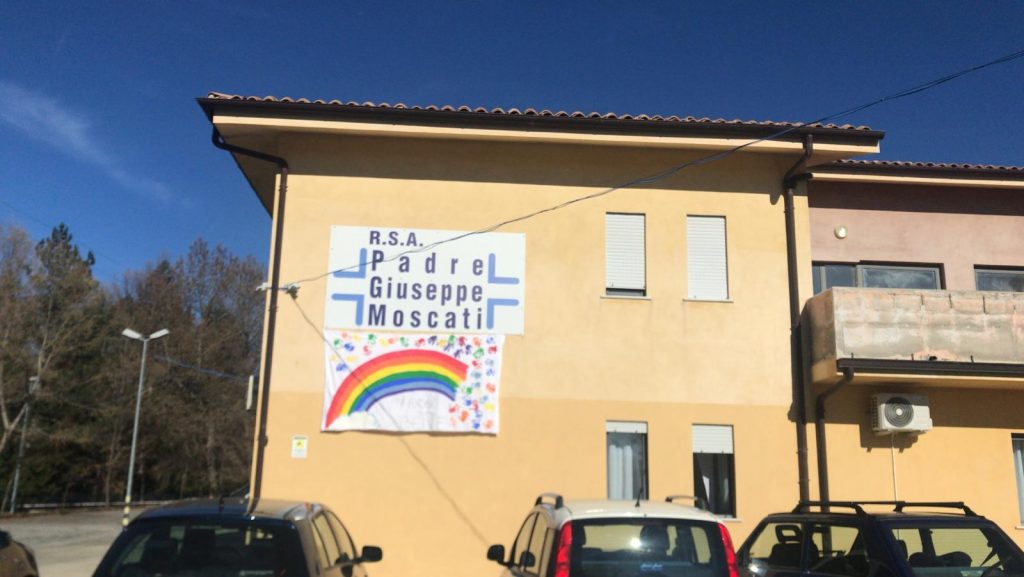 R.S.A.
Padre
Giuseppe
Moscati